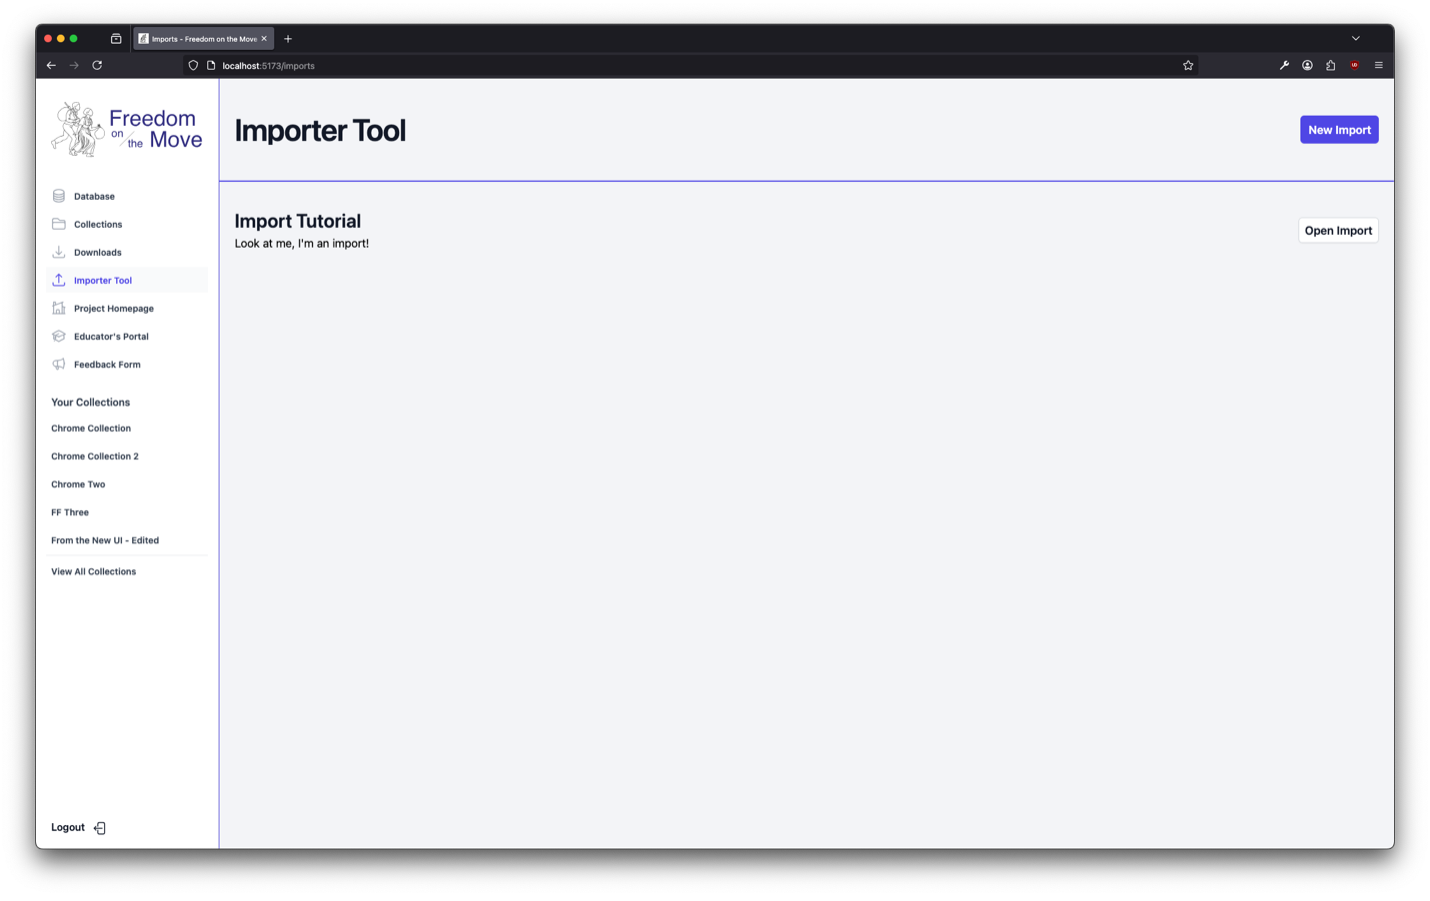 Imports - Freedom on the Move
localhost:5173/imports
Freedom
on
the Move
Database
Collections
Downloads
Importer Tool
Project Homepage
Educator's Portal
Feedback Form
Your Collections
Chrome Collection
Chrome Collection 2
Chrome Two
FF Three
From the New UI - Edited
View All Collections
Logout
Importer Tool
New Import
Import Tutorial
Look at me, I'm an import!
Open Import